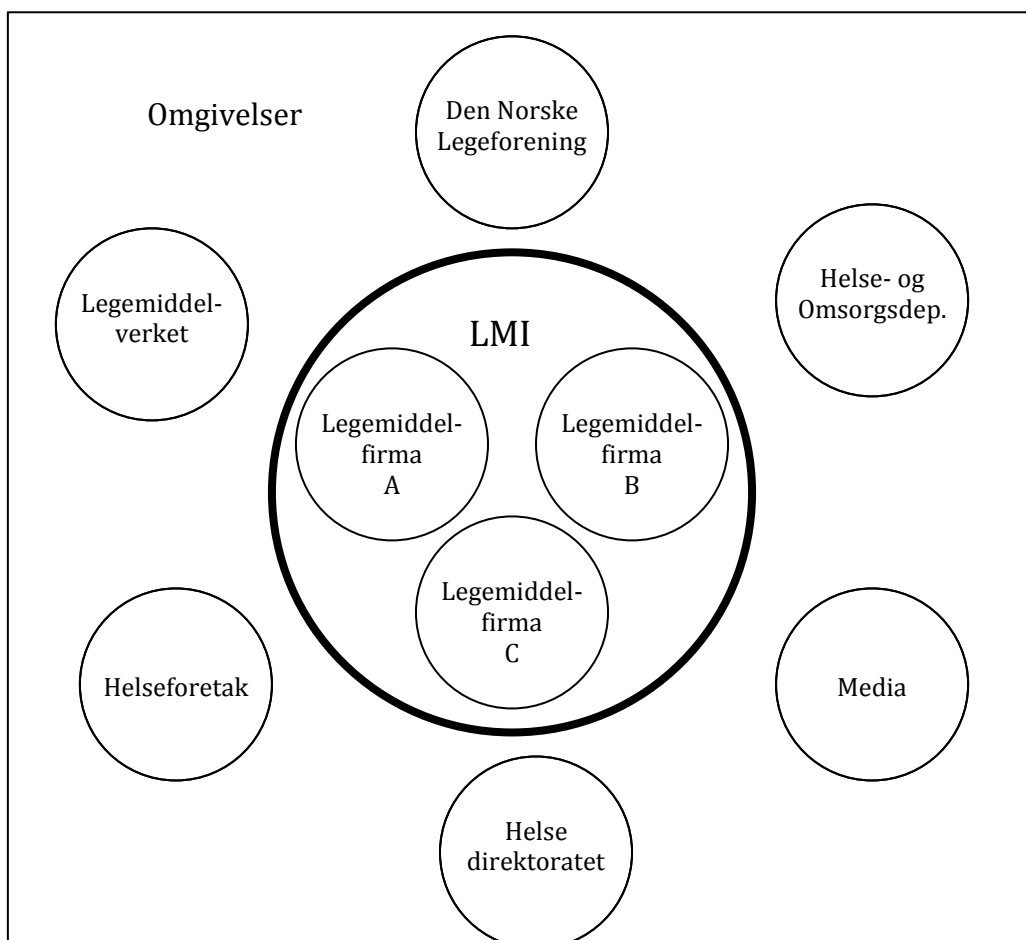 Omgivelser
Den Norske
Legeforening
Legemiddel-
verket
Helse- og
Omsorgsdep.
LMI
Legemiddel-
firma
A
Legemiddel-
firma
B
Legemiddel-
firma
C
Helseforetak
Media
Helse
direktoratet